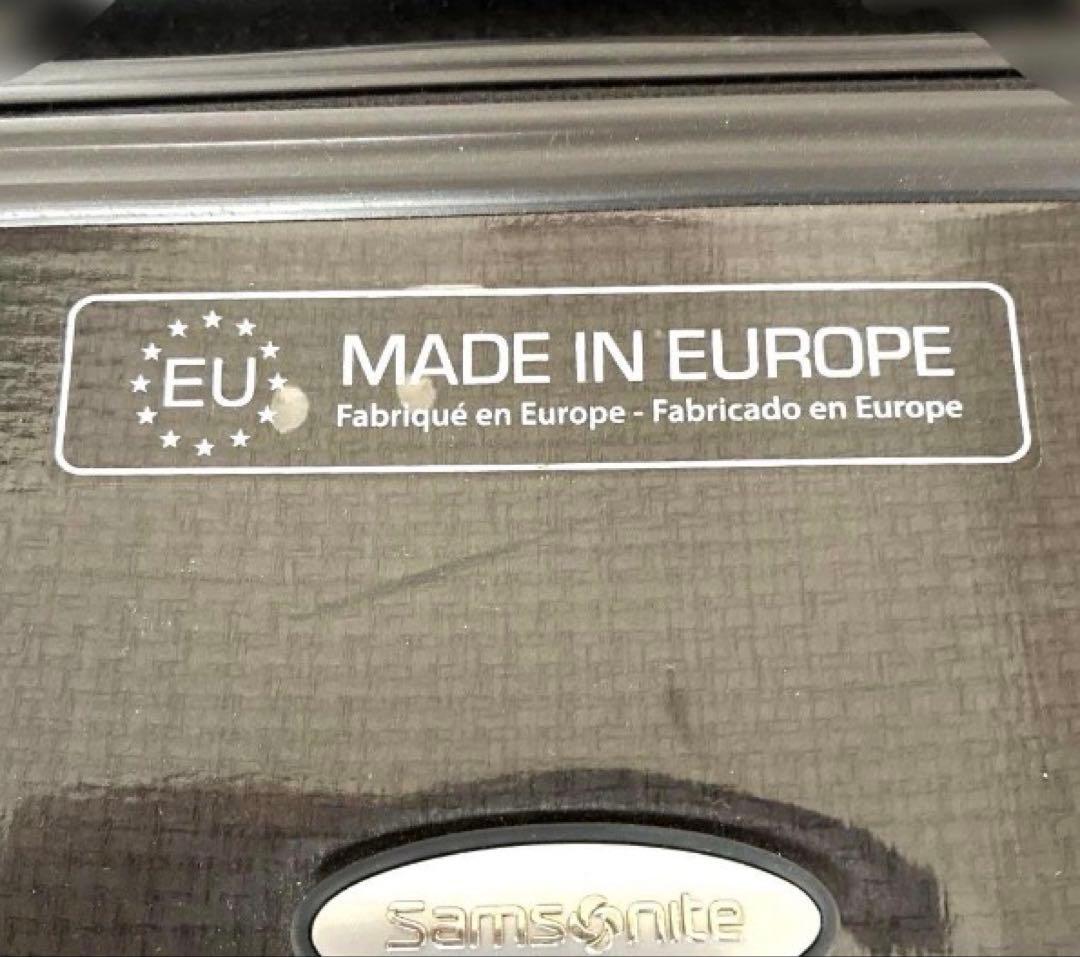 EU
MADE IN EUROPE
Fabriqué en Europe - Fabricado en Europe
Samsonite